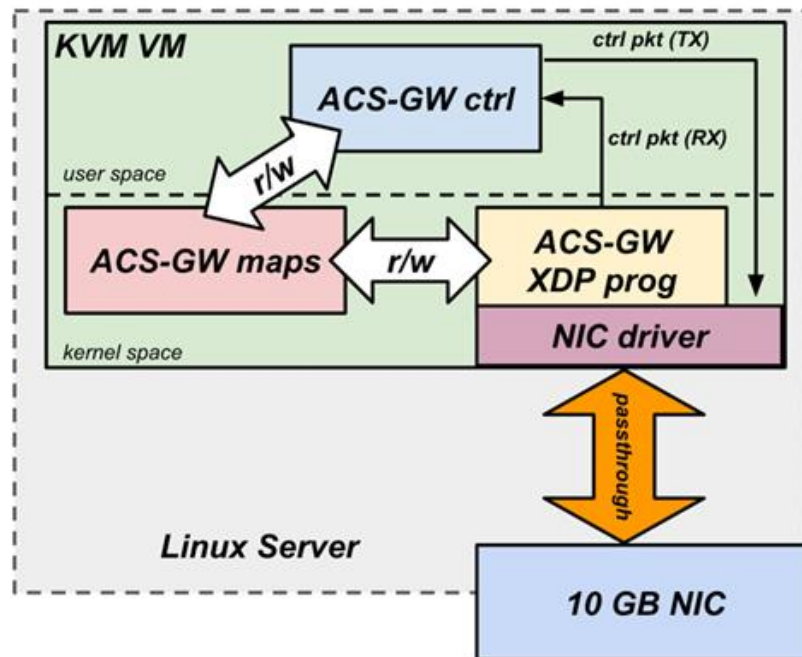 KVM VM
ctrl pkt (TX)
ACS-GW ctrl
ctrl pkt (RX)
r/w
user space
ACS-GW maps
r/w
ACS-GW
XDP prog
NIC driver
kernel space
passthrough
Linux Server
10 GB NIC